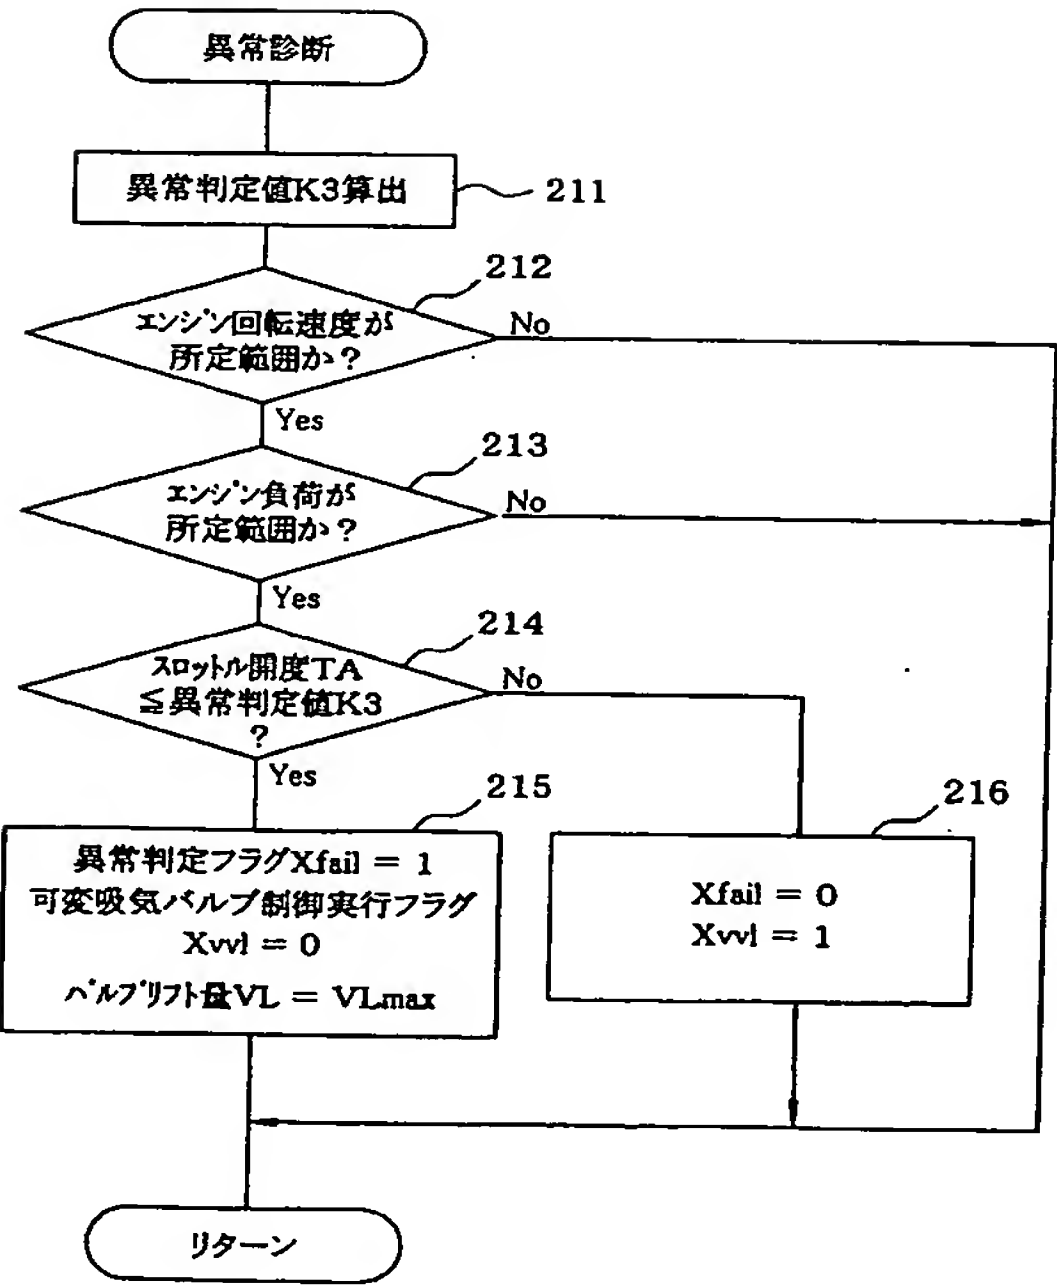 異常診断
異常判定値K3算出
211
212
エンジン回転速度が
所定範囲か？
No
Yes
213
エンジン負荷が
所定範囲か？
No
Yes
214
スロットル開度TA
≦異常判定値K3
?
No
Yes
215
異常判定フラグXfail = 1
可変吸気バルブ制御実行フラグ
Xvvl = 0
バルブリフト量VL = VLmax
216
Xfail = 0
Xvvl = 1
リターン